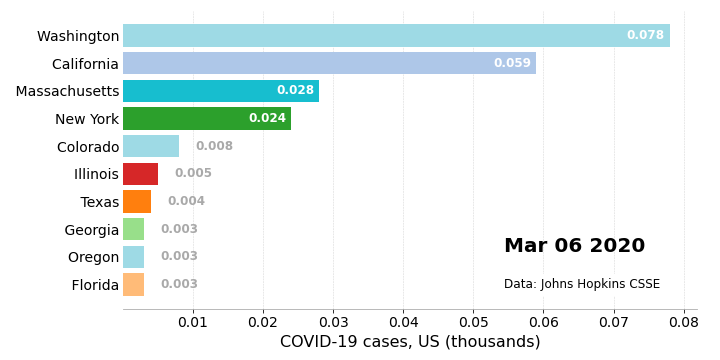 Washington 0.078
California 0.059
Massachusetts 0.028
New York 0.024
Colorado 0.008
Illinois 0.005
Texas 0.004
Georgia 0.003
Mar 06 2020
Oregon 0.003
Florida 0.003
Data: Johns Hopkins CSSE
0.01 0.02 0.03 0.04 0.05 0.06 0.07 0.08
COVID-19 cases, US (thousands)